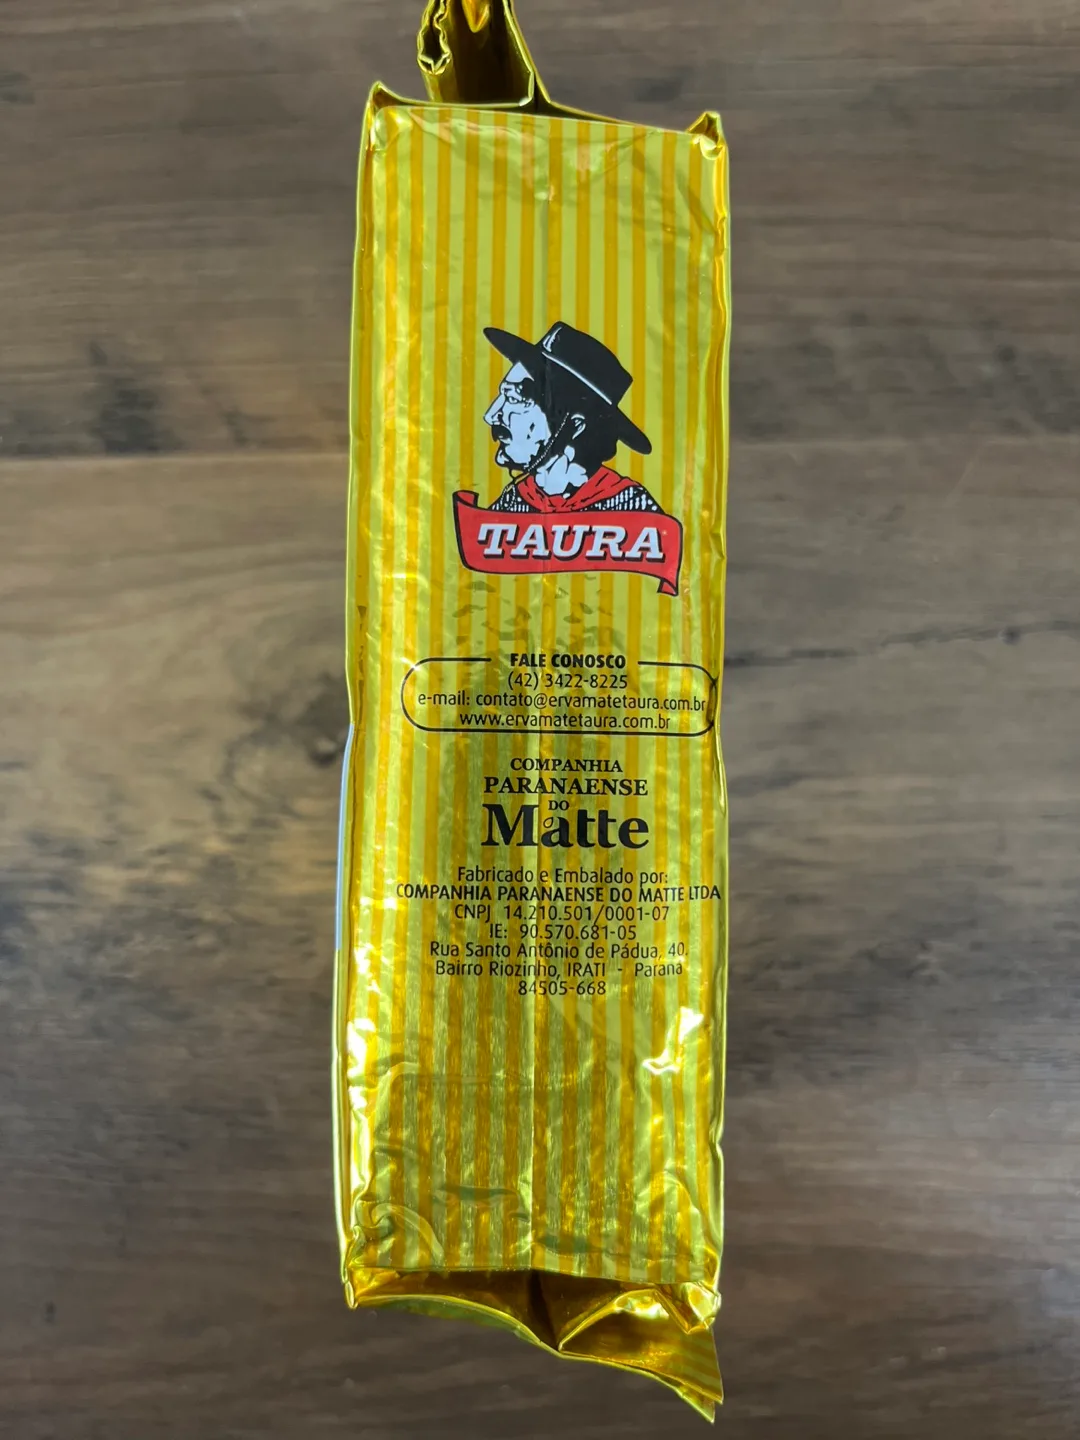 TAURA
FALE CONOSCO
(42) 3422-8225
e-mail: contato@ervamatetaura.com.br
www.ervamatetaura.com.br
COMPANHIA
PARANAENSE
DO
Matte
Fabricado e Embalado por:
COMPANHIA PARANAENSE DO MATTE LTDA
CNPJ 14.210.501/0001-07
IE: 90.570.681-05
Rua Santo Antônio de Pádua, 40.
Bairro Riozinho, IRATI - Paraná
84505-668